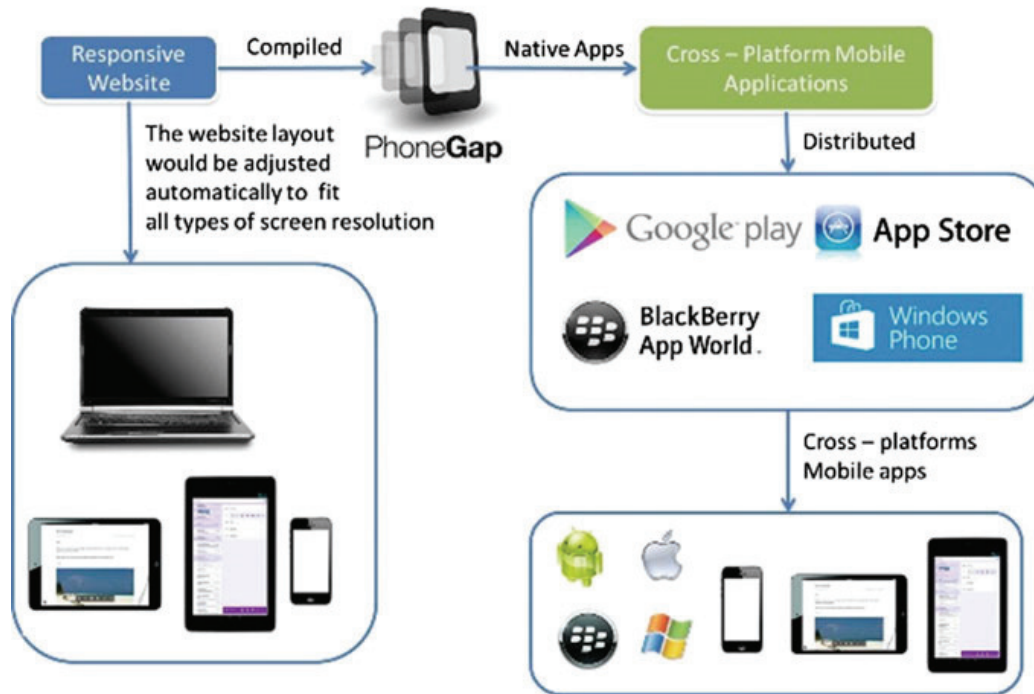 Responsive
Website
Compiled
PhoneGap
Native Apps
Cross – Platform Mobile
Applications
The website layout
would be adjusted
automatically to fit
all types of screen resolution
Distributed
Google play
App Store
BlackBerry
App World.
Windows
Phone
Cross – platforms
Mobile apps